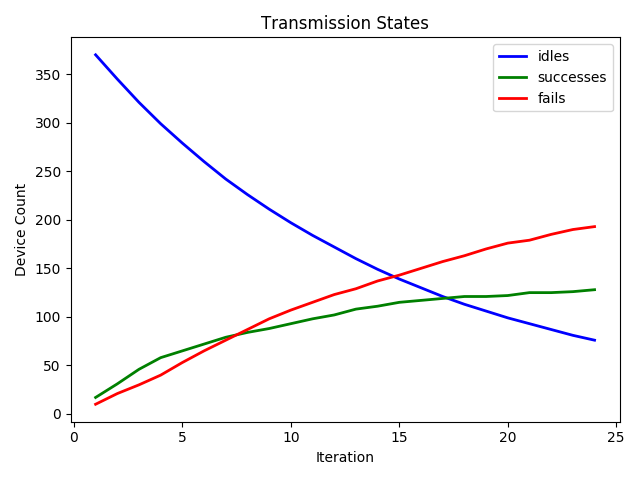 Transmission States
idles
successes
fails
Device Count
350
300
250
200
150
100
50
0
0 5 10 15 20 25
Iteration